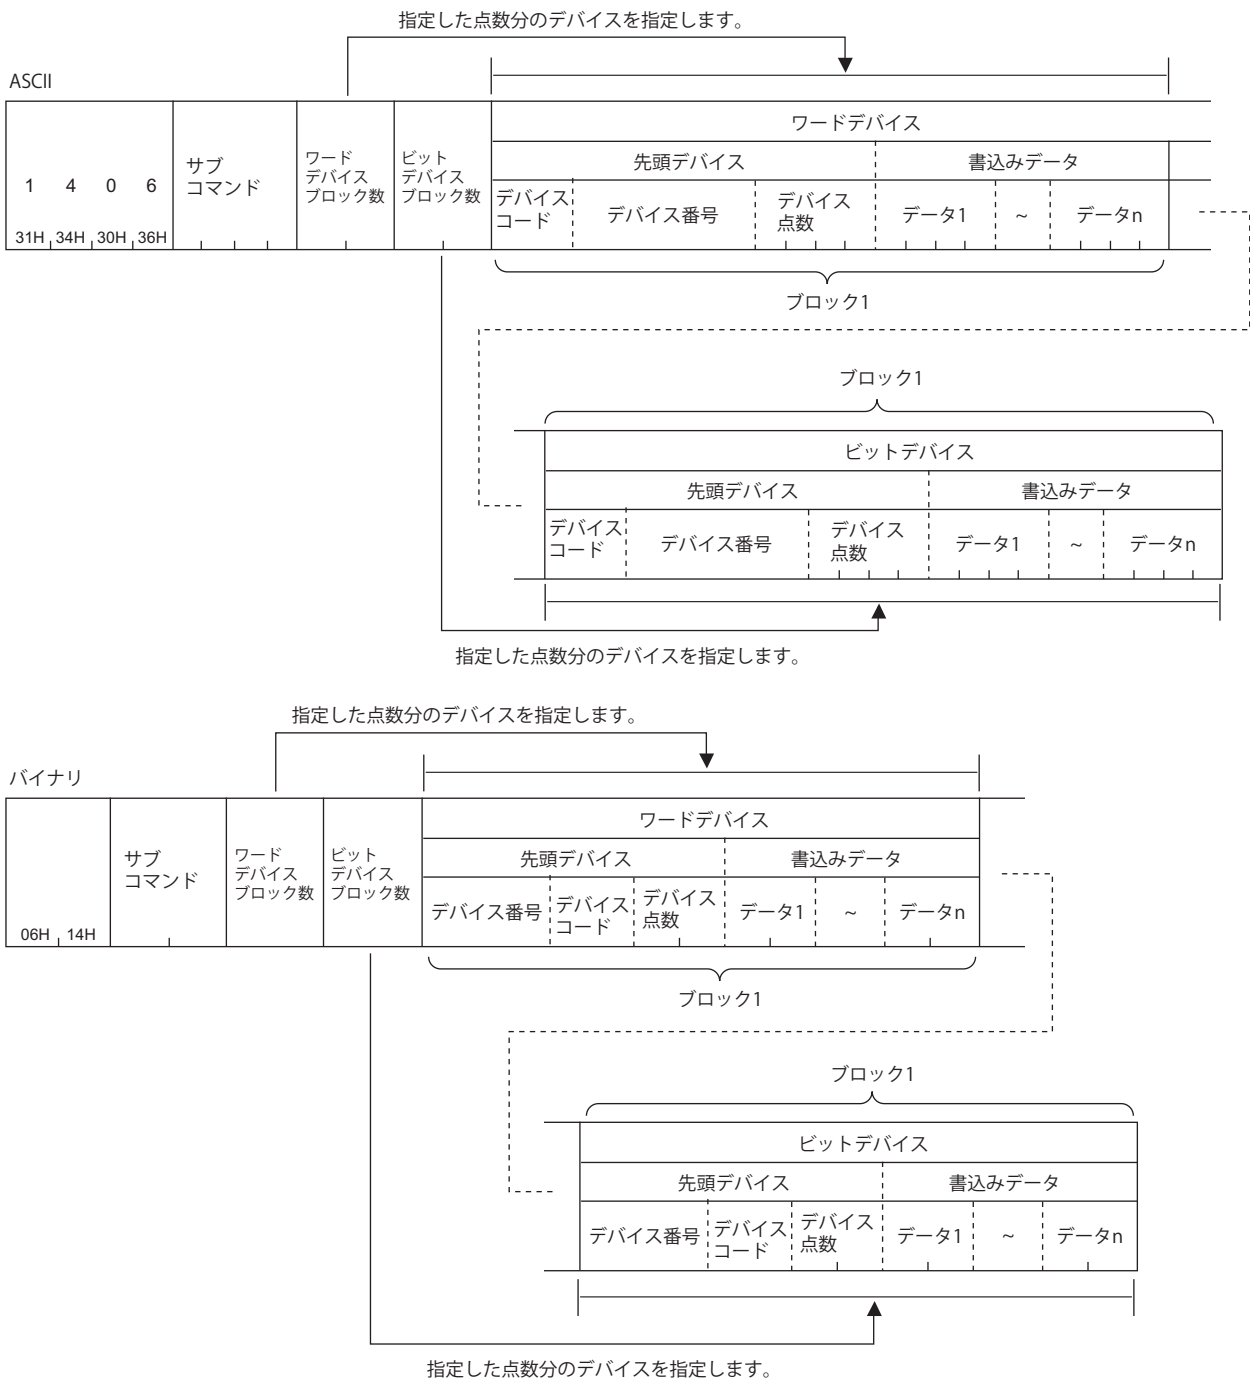 指定した点数分のデバイスを指定します。
ASCII
ワードデバイス
先頭デバイス 書込みデータ
1 4 0 6
31H 34H 30H 36H
サブ
コマンド
ワード
デバイス
ブロック数
ビット
デバイス
ブロック数
デバイス
コード
デバイス番号
デバイス
点数
データ1 ~ データn
ブロック1
ブロック1
ビットデバイス
先頭デバイス 書込みデータ
デバイス
コード
デバイス番号
デバイス
点数
データ1 ~ データn
指定した点数分のデバイスを指定します。
指定した点数分のデバイスを指定します。
バイナリ
ワードデバイス
先頭デバイス 書込みデータ
06H 14H
サブ
コマンド
ワード
デバイス
ブロック数
ビット
デバイス
ブロック数
デバイス番号
デバイス
コード
デバイス
点数
データ1 ~ データn
ブロック1
ブロック1
ビットデバイス
先頭デバイス 書込みデータ
デバイス番号
デバイス
コード
デバイス
点数
データ1 ~ データn
指定した点数分のデバイスを指定します。